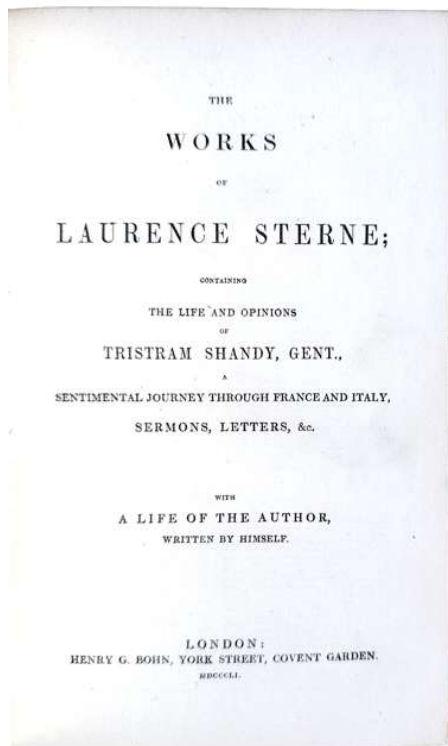 THE
WORKS
OF
LAURENCE STERNE;
CONTAINING
THE LIFE AND OPINIONS
OF
TRISTRAM SHANDY, GENT.,
A
SENTIMENTAL JOURNEY THROUGH FRANCE AND ITALY,
SERMONS, LETTERS, &c.
WITH
A LIFE OF THE AUTHOR,
WRITTEN BY HIMSELF.
LONDON:
HENRY G. BOHN, YORK STREET, COVENT GARDEN.
MDCCCLI.